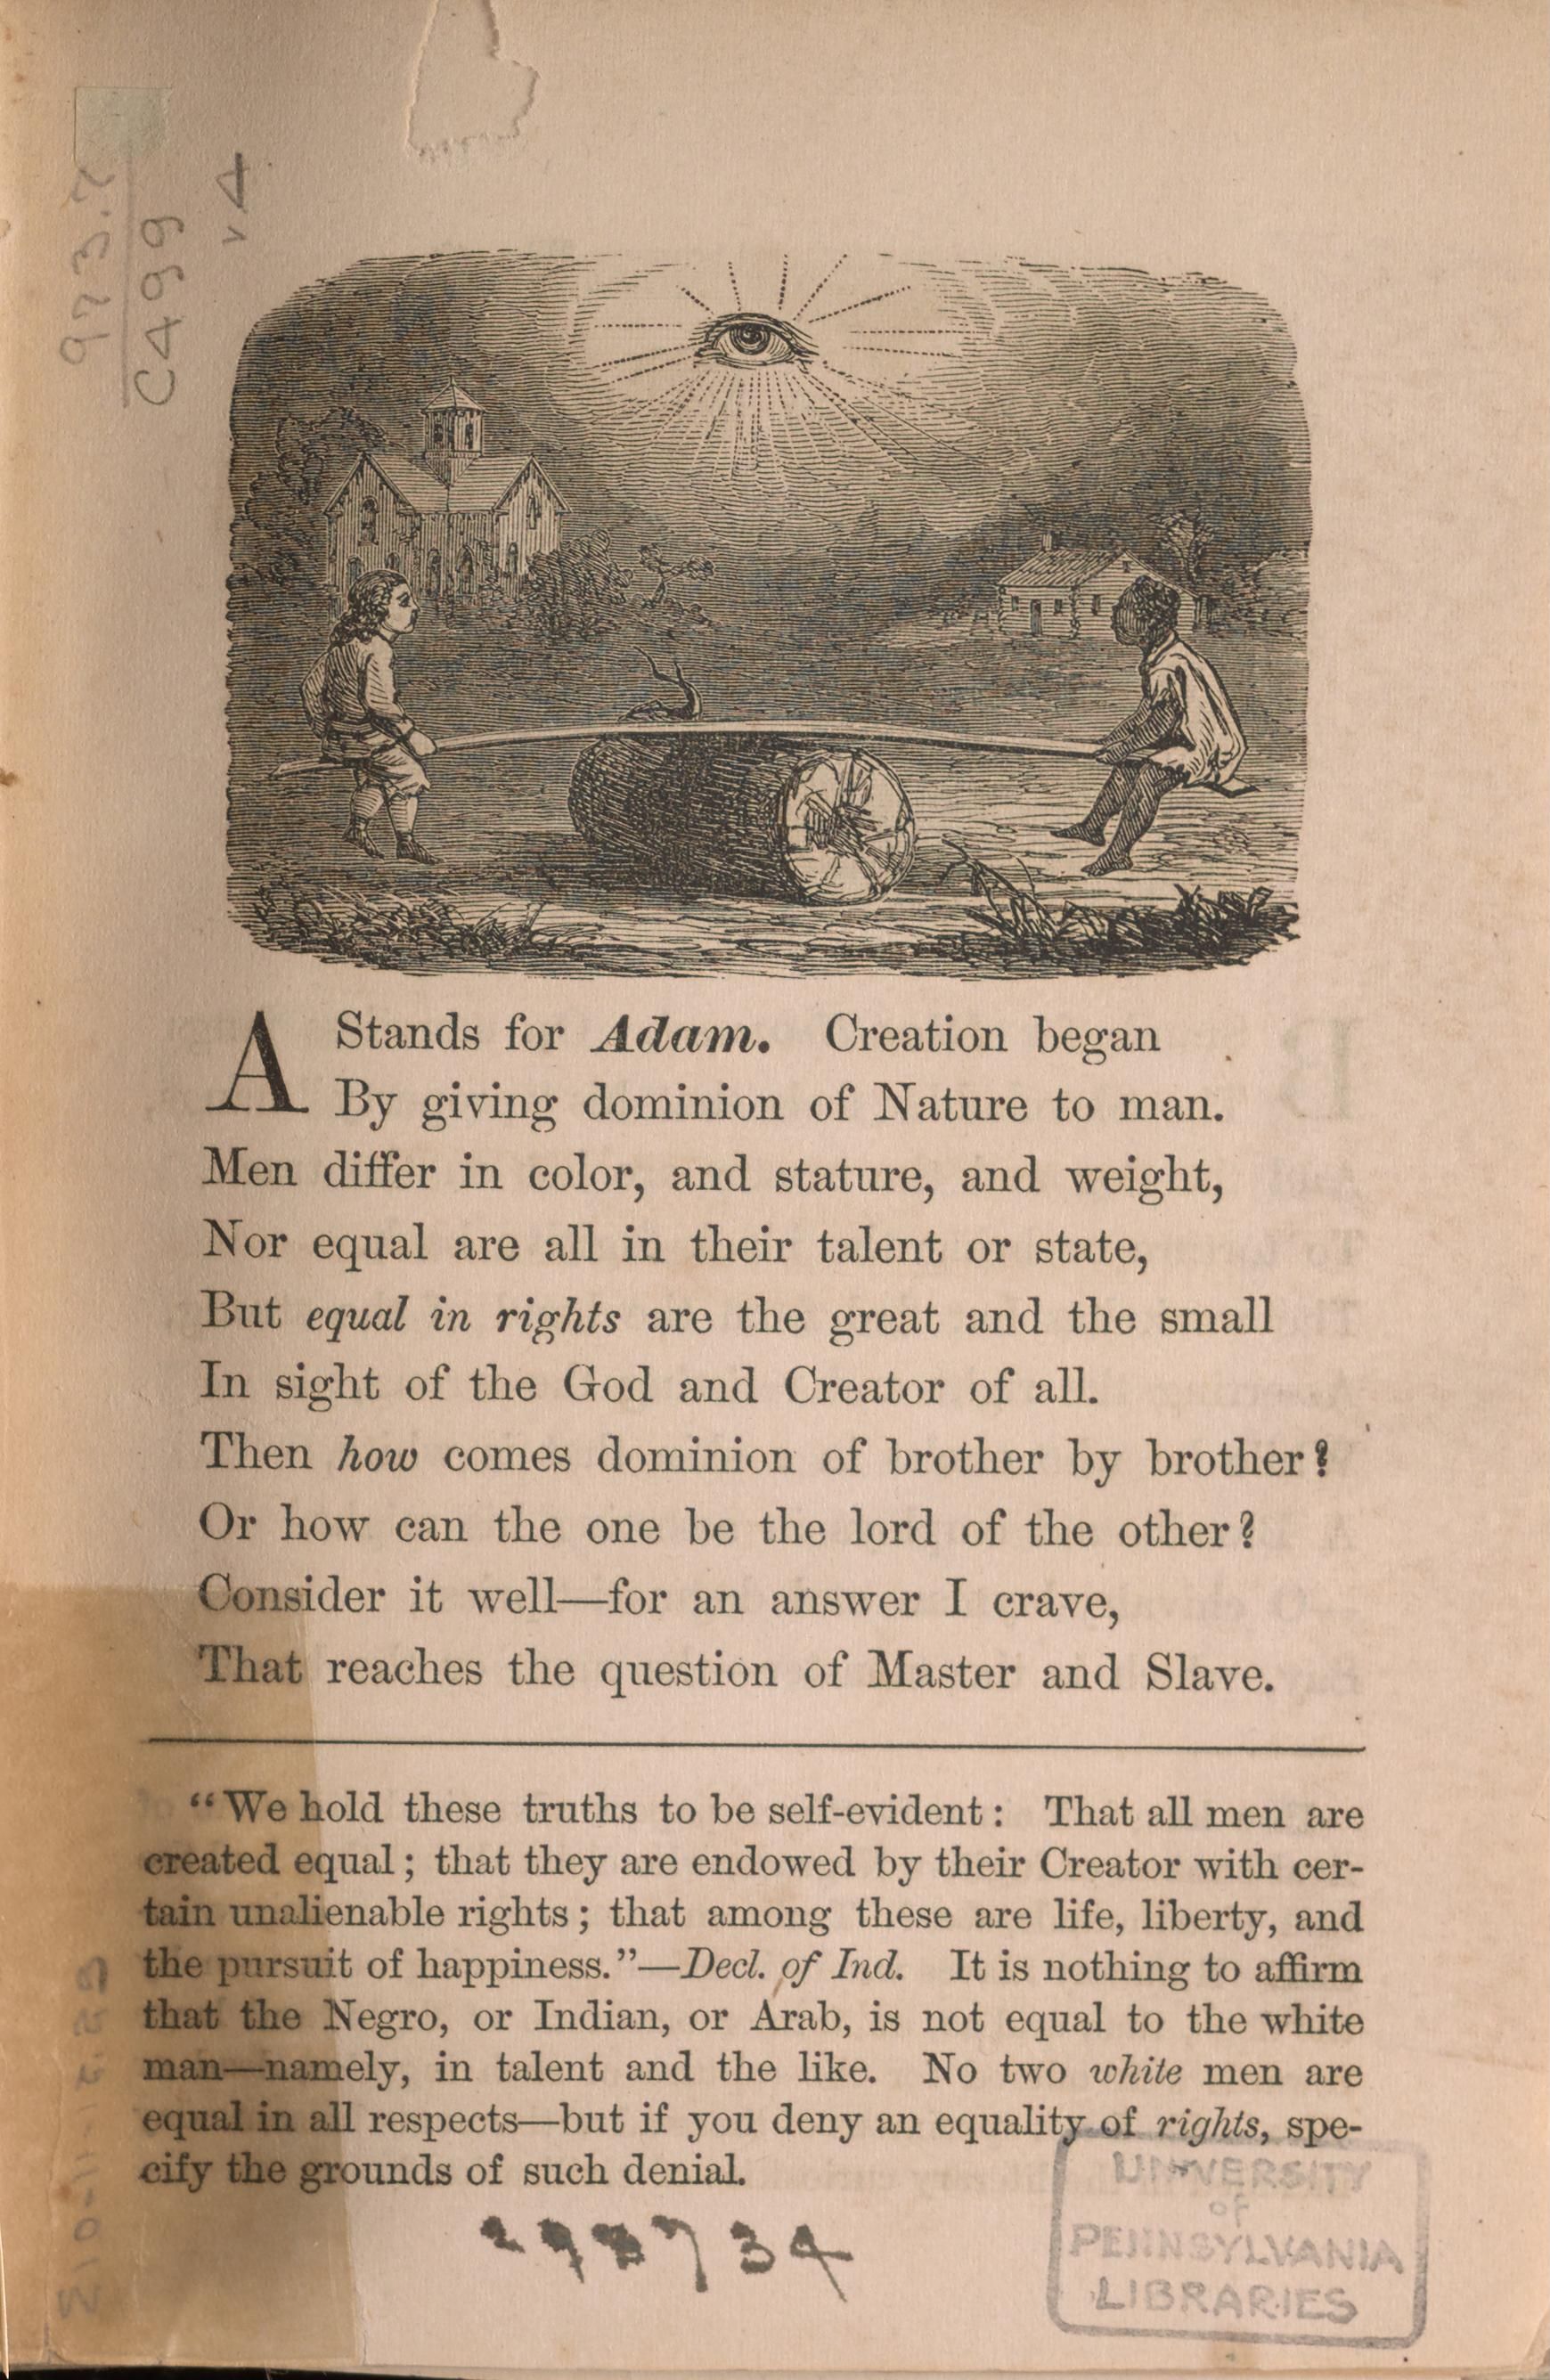 973.7
C499
v4
A Stands for Adam. Creation began
By giving dominion of Nature to man.
Men differ in color, and stature, and weight,
Nor equal are all in their talent or state,
But equal in rights are the great and the small
In sight of the God and Creator of all.
Then how comes dominion of brother by brother?
Or how can the one be the lord of the other?
Consider it well—for an answer I crave,
That reaches the question of Master and Slave.
“We hold these truths to be self-evident: That all men are
created equal; that they are endowed by their Creator with cer-
tain unalienable rights; that among these are life, liberty, and
the pursuit of happiness.”—Decl. of Ind. It is nothing to affirm
that the Negro, or Indian, or Arab, is not equal to the white
man—namely, in talent and the like. No two white men are
equal in all respects—but if you deny an equality of rights, spe-
cify the grounds of such denial.
UNIVERSITY
of
PENNSYLVANIA
LIBRARIES